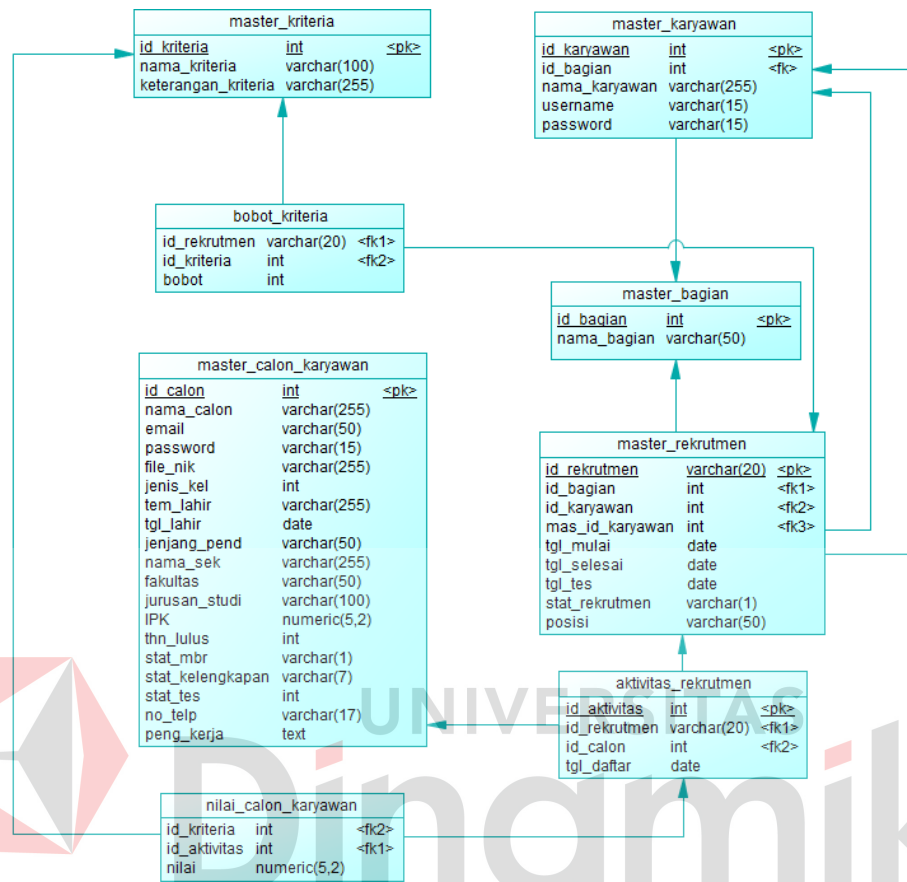 master_kriteria
id_kriteria int <pk>
nama_kriteria varchar(100)
keterangan_kriteria varchar(255)
master_karyawan
id_karyawan int <pk>
id_bagian int <fk>
nama_karyawan varchar(255)
username varchar(15)
password varchar(15)
bobot_kriteria
id_rekrutmen varchar(20) <fk1>
id_kriteria int <fk2>
bobot int
master_bagian
id_bagian int <pk>
nama_bagian varchar(50)
master_calon_karyawan
id_calon int <pk>
nama_calon varchar(255)
email varchar(50)
password varchar(15)
file_nik varchar(255)
jenis_kel int
tem_lahir varchar(255)
tgl_lahir date
jenjang_pend varchar(50)
nama_sek varchar(255)
fakultas varchar(50)
jurusan_studi varchar(100)
IPK numeric(5,2)
thn_lulus int
stat_mbr varchar(1)
stat_kelengkapan varchar(7)
stat_tes int
no_telp varchar(17)
peng_kerja text
master_rekrutmen
id_rekrutmen varchar(20) <pk>
id_bagian int <fk1>
id_karyawan int <fk2>
mas_id_karyawan int <fk3>
tgl_mulai date
tgl_selesai date
tgl_tes date
stat_rekrutmen varchar(1)
posisi varchar(50)
aktivitas_rekrutmen
id_aktivitas int <pk>
id_rekrutmen varchar(20) <fk1>
id_calon int <fk2>
tgl_daftar date
nilai_calon_karyawan
id_kriteria int <fk2>
id_aktivitas int <fk1>
nilai numeric(5,2)
UNIVERSITAS
Dinamik